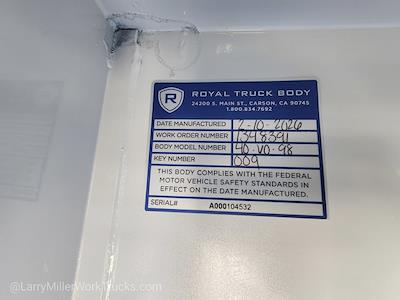 R
ROYAL TRUCK BODY
24200 S. MAIN ST., CARSON, CA 90745
1.800.834.7692
DATE MANUFACTURED 2-10-2026
WORK ORDER NUMBER 1348391
BODY MODEL NUMBER 40-VO-98
KEY NUMBER 009
THIS BODY COMPLIES WITH THE FEDERAL
MOTOR VEHICLE SAFETY STANDARDS IN
EFFECT ON THE DATE MANUFACTURED.
SERIAL# A000104532
@LarryMillerWorkTrucks.com